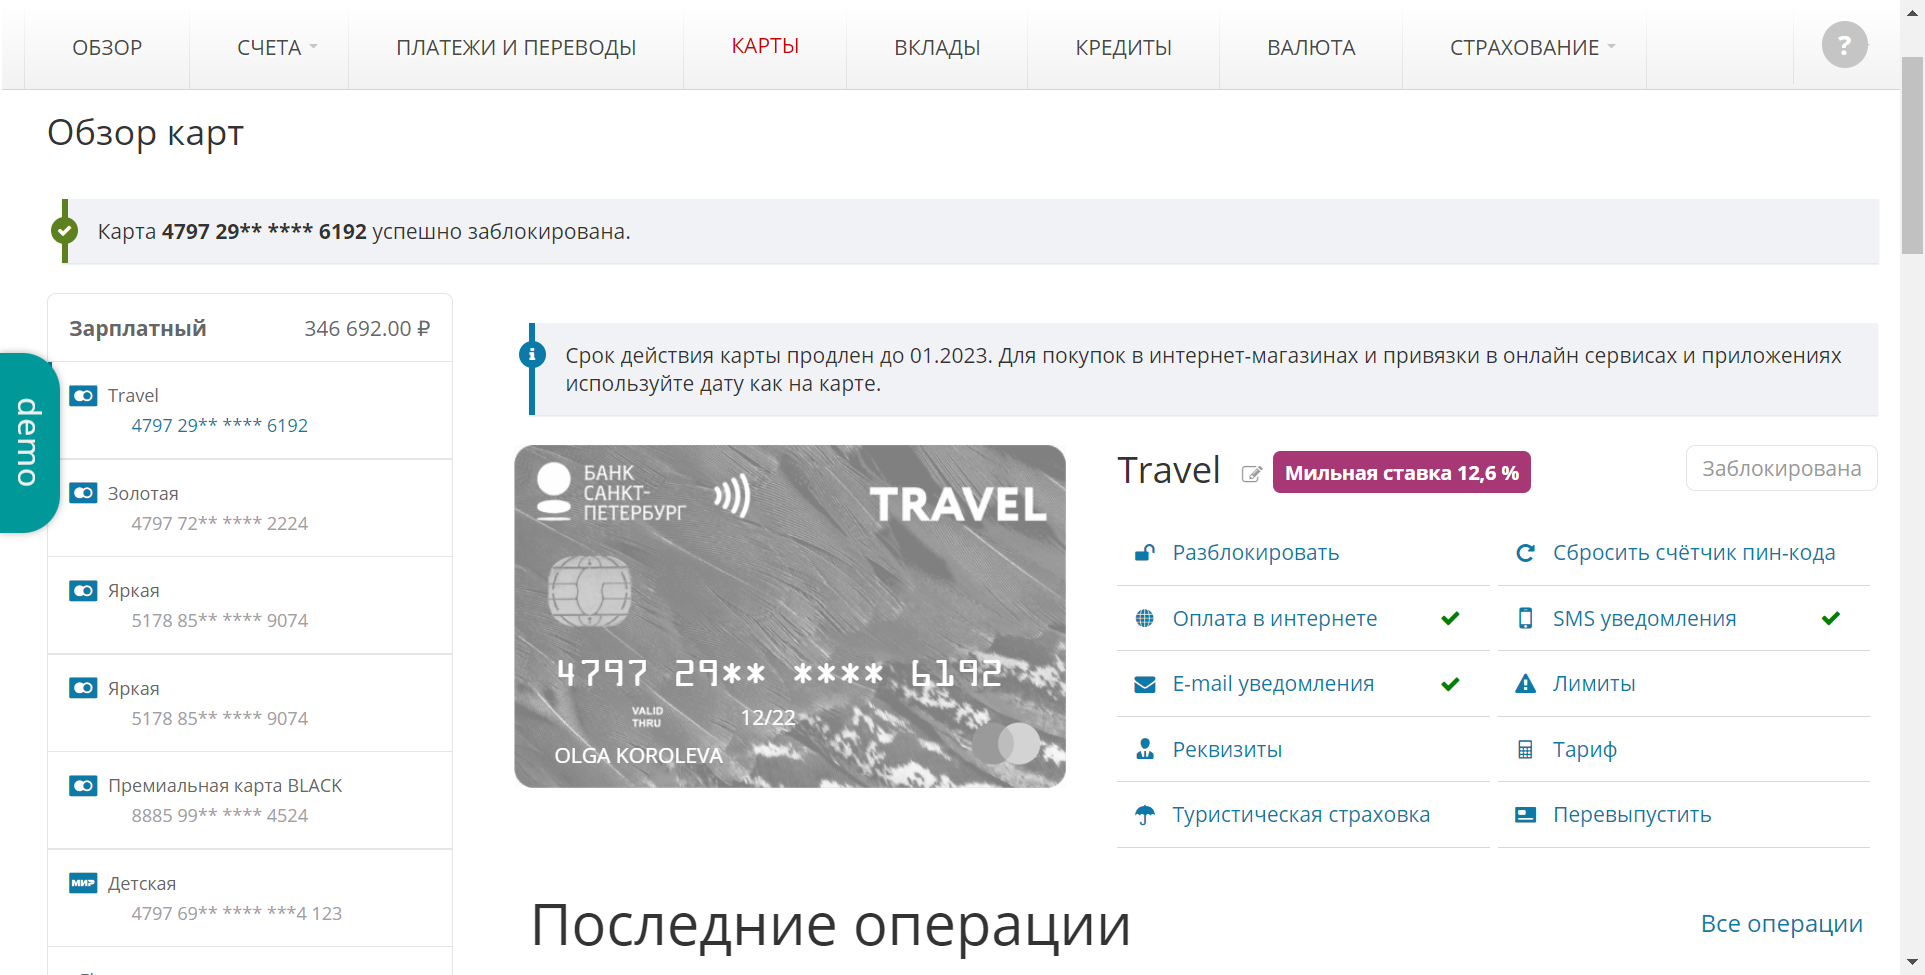 ОБЗОР
СЧЕТА
ПЛАТЕЖИ И ПЕРЕВОДЫ
КАРТЫ
ВКЛАДЫ
КРЕДИТЫ
ВАЛЮТА
СТРАХОВАНИЕ
?
Обзор карт
Карта 4797 29** **** 6192 успешно заблокирована.
demo
Зарплатный 346 692.00 ₽
Travel
4797 29** **** 6192
Золотая
4797 72** **** 2224
Яркая
5178 85** **** 9074
Яркая
5178 85** **** 9074
Премиальная карта BLACK
8885 99** **** 4524
МИР Детская
4797 69** **** ***4 123
Срок действия карты продлен до 01.2023. Для покупок в интернет-магазинах и привязки в онлайн сервисах и приложениях
используйте дату как на карте.
БАНК
САНКТ-
ПЕТЕРБУРГ
TRAVEL
4797 29** **** 6192
VALID
THRU
12/22
OLGA KOROLEVA
Travel
Мильная ставка 12,6 %
Заблокирована
Разблокировать
Сбросить счётчик пин-кода
Оплата в интернете
SMS уведомления
E-mail уведомления
Лимиты
Реквизиты
Тариф
Туристическая страховка
Перевыпустить
Последние операции
Все операции